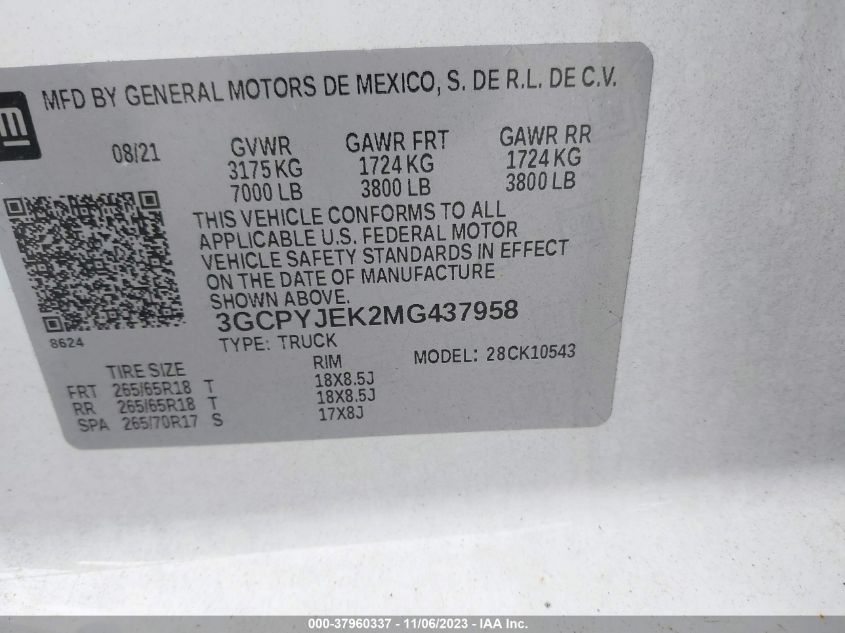 MFD BY GENERAL MOTORS DE MEXICO, S. DE R.L. DE C.V.
GM
08/21 GVWR GAWR FRT GAWR RR
3175 KG 1724 KG 1724 KG
7000 LB 3800 LB 3800 LB
THIS VEHICLE CONFORMS TO ALL
APPLICABLE U.S. FEDERAL MOTOR
VEHICLE SAFETY STANDARDS IN EFFECT
ON THE DATE OF MANUFACTURE
SHOWN ABOVE.
3GCPYJEK2MG437958
8624
TYPE: TRUCK MODEL: 28CK10543
TIRE SIZE RIM
FRT 265/65R18 T 18X8.5J
RR 265/65R18 T 18X8.5J
SPA 265/70R17 S 17X8J
000-37960337 - 11/06/2023 - IAA Inc.